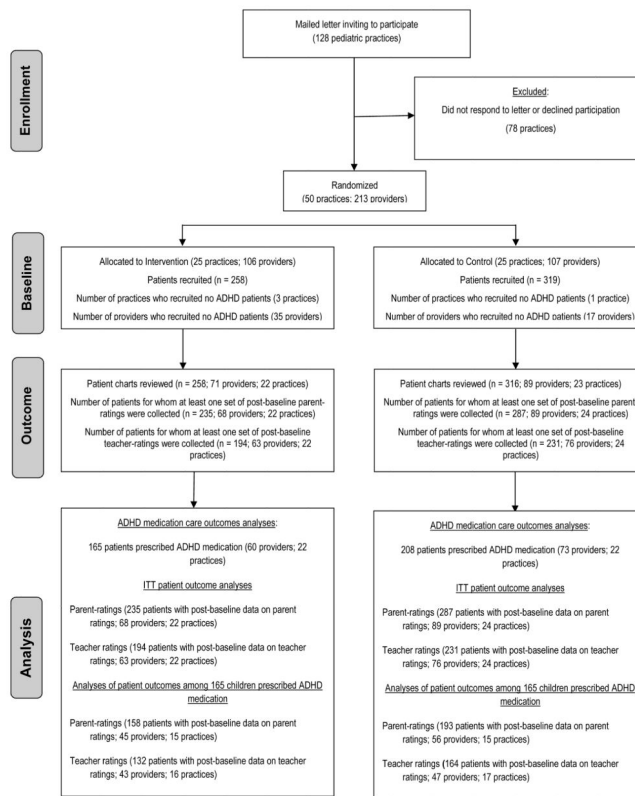 Mailed letter inviting to participate
(128 pediatric practices)
Enrollment
Excluded:
Did not respond to letter or declined participation
(78 practices)
Randomized
(50 practices; 213 providers)
Baseline
Allocated to Intervention (25 practices; 106 providers)
Patients recruited (n = 258)
Number of practices who recruited no ADHD patients (3 practices)
Number of providers who recruited no ADHD patients (35 providers)
Allocated to Control (25 practices; 107 providers)
Patients recruited (n = 319)
Number of practices who recruited no ADHD patients (1 practice)
Number of providers who recruited no ADHD patients (17 providers)
Outcome
Patient charts reviewed (n = 258; 71 providers; 22 practices)
Number of patients for whom at least one set of post-baseline parent-
ratings were collected (n = 235; 68 providers; 22 practices)
Number of patients for whom at least one set of post-baseline
teacher-ratings were collected (n = 194; 63 providers; 22
practices)
Patient charts reviewed (n = 316; 89 providers; 23 practices)
Number of patients for whom at least one set of post-baseline parent-
ratings were collected (n = 287; 89 providers; 24 practices)
Number of patients for whom at least one set of post-baseline
teacher-ratings were collected (n = 231; 76 providers; 24
practices)
Analysis
ADHD medication care outcomes analyses:
165 patients prescribed ADHD medication (60 providers; 22
practices)
ITT patient outcome analyses
Parent-ratings (235 patients with post-baseline data on parent
ratings; 68 providers; 22 practices)
Teacher ratings (194 patients with post-baseline data on teacher
ratings; 63 providers; 22 practices)
Analyses of patient outcomes among 165 children prescribed ADHD
medication
Parent-ratings (158 patients with post-baseline data on parent
ratings; 45 providers; 15 practices)
Teacher ratings (132 patients with post-baseline data on teacher
ratings; 43 providers; 16 practices)
ADHD medication care outcomes analyses:
208 patients prescribed ADHD medication (73 providers; 22
practices)
ITT patient outcome analyses
Parent-ratings (287 patients with post-baseline data on parent
ratings; 89 providers; 24 practices)
Teacher ratings (231 patients with post-baseline data on teacher
ratings; 76 providers; 24 practices)
Analyses of patient outcomes among 165 children prescribed ADHD
medication
Parent-ratings (193 patients with post-baseline data on parent
ratings; 56 providers; 15 practices)
Teacher ratings (164 patients with post-baseline data on teacher
ratings; 47 providers; 17 practices)